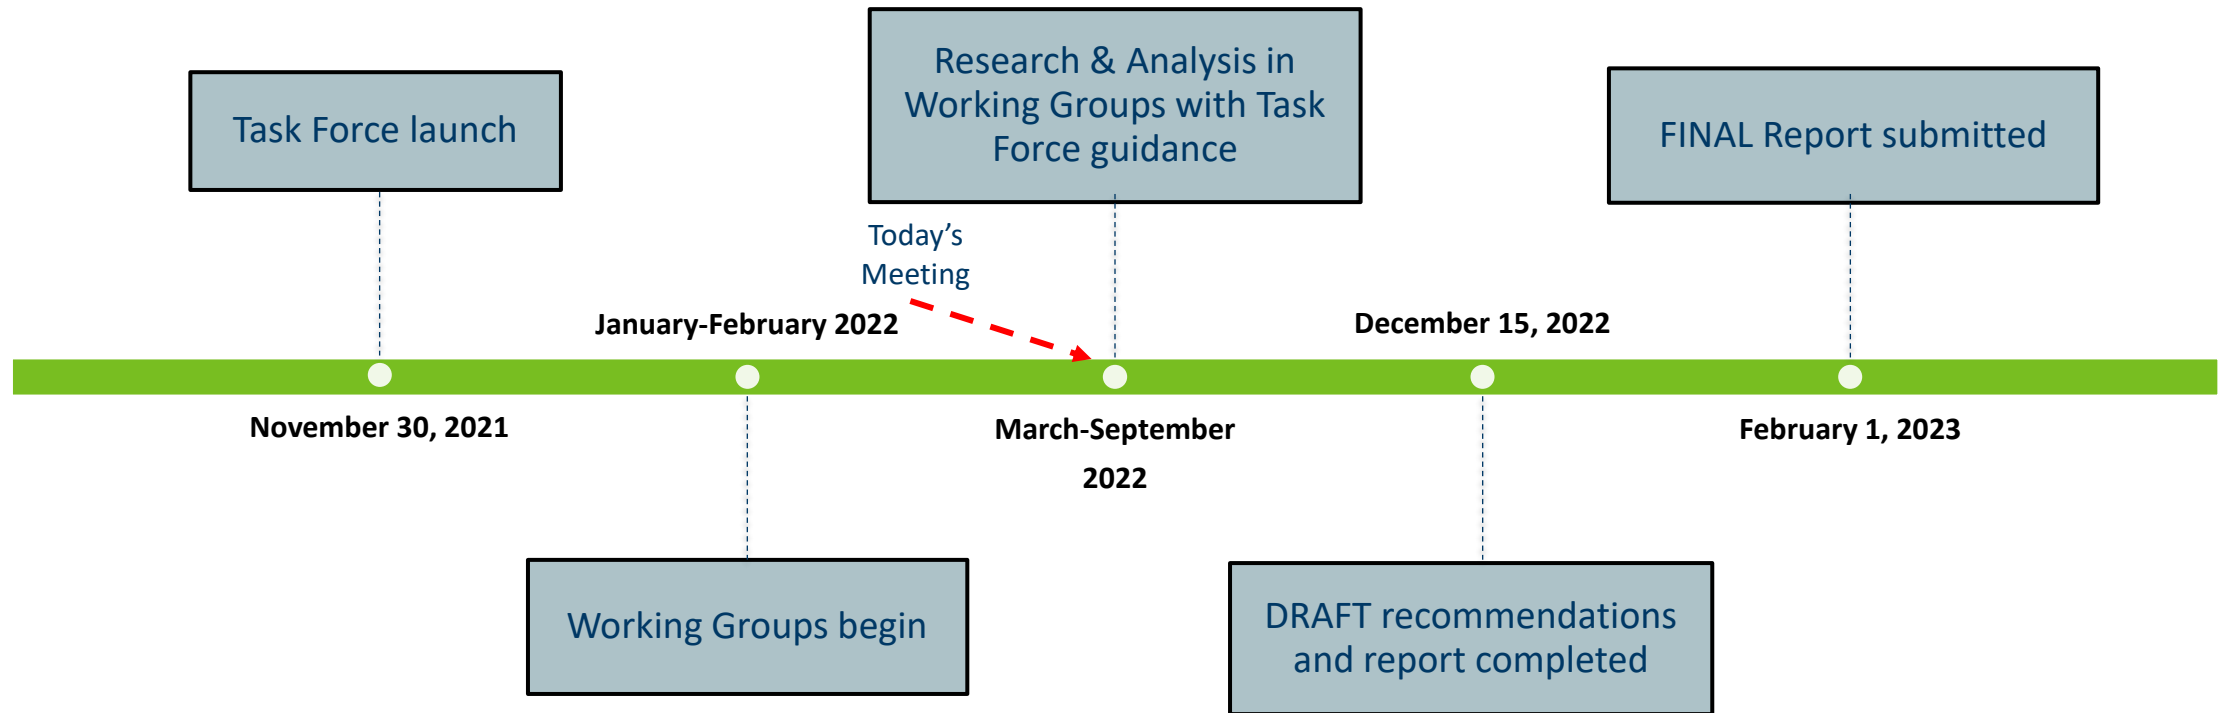 Task Force launch
November 30, 2021
January-February 2022
Working Groups begin
Research & Analysis in
Working Groups with Task
Force guidance
Today’s
Meeting
March-September
2022
December 15, 2022
DRAFT recommendations
and report completed
FINAL Report submitted
February 1, 2023